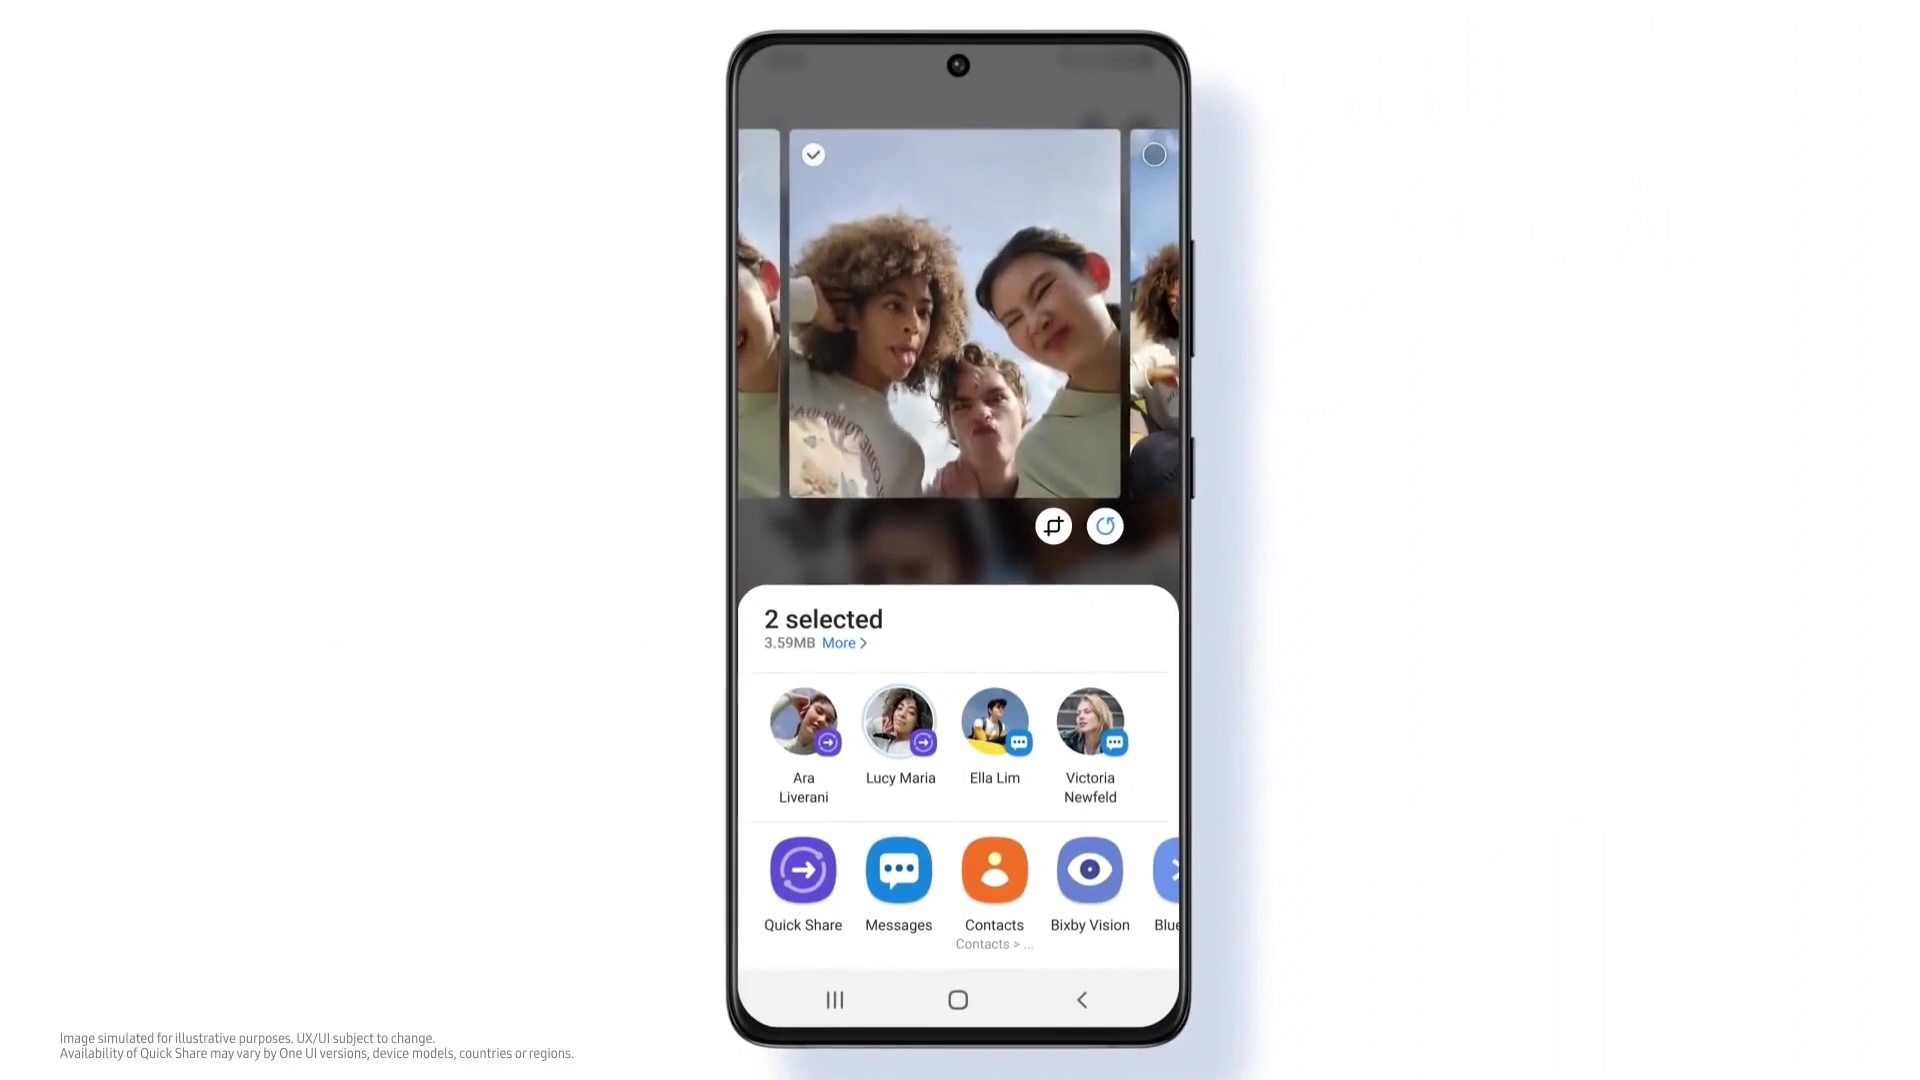 2 selected
3.59MB More >
Ara
Liverani
Lucy Maria
Ella Lim
Victoria
Newfeld
Quick Share
Messages
Contacts
Contacts > ...
Bixby Vision
Blue
Image simulated for illustrative purposes. UX/UI subject to change.
Availability of Quick Share may vary by One UI versions, device models, countries or regions.